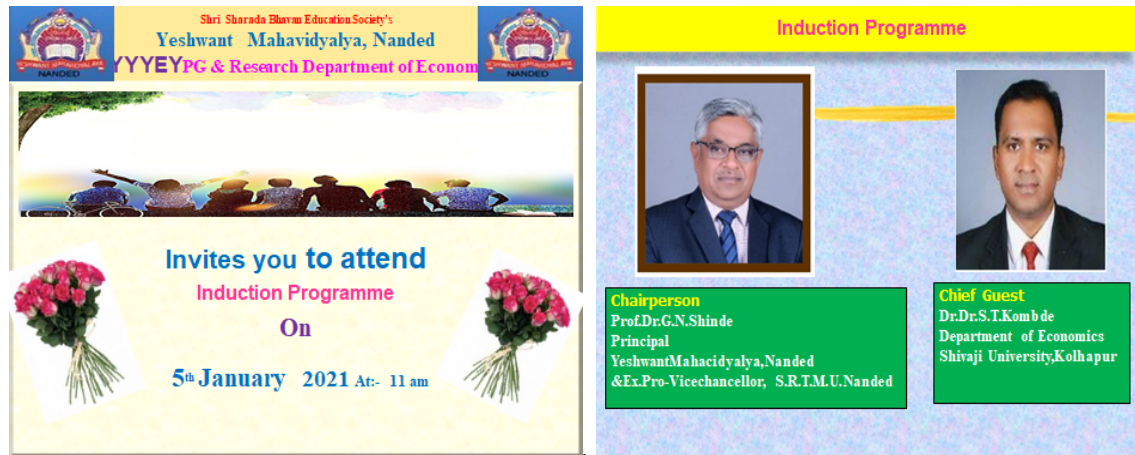 Shri Sharada Bhavan Education Society's
Yeshwant Mahavidyalya, Nanded
YYYEYPG & Research Department of Econom
NANDED
NANDED
Invites you to attend
Induction Programme
On
5th January 2021 At:- 11 am
Induction Programme
Chairperson
Prof.Dr.G.N.Shinde
Principal
YeshwantMahacidyalya,Nanded
&Ex.Pro-Vicechancellor, S.R.T.M.U.Nanded
Chief Guest
Dr.Dr.S.T.Kombde
Department of Economics
Shivaji University,Kolhapur